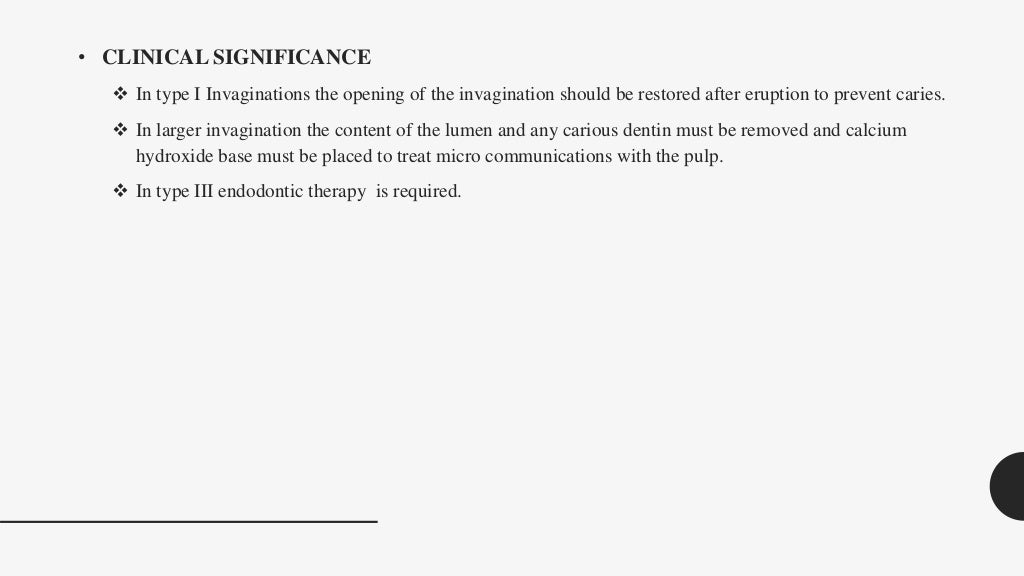 • CLINICAL SIGNIFICANCE
❖ In type I Invaginations the opening of the invagination should be restored after eruption to prevent caries.
❖ In larger invagination the content of the lumen and any carious dentin must be removed and calcium
hydroxide base must be placed to treat micro communications with the pulp.
❖ In type III endodontic therapy  is required.